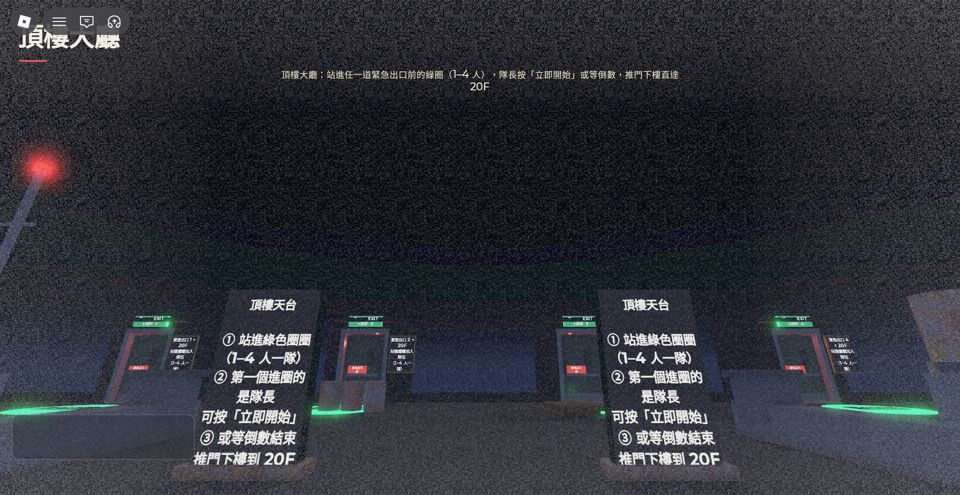 頂樓大廳
頂樓大廳：站進任一道緊急出口前的綠圈（1–4 人），隊長按「立即開始」或等倒數，推門下樓直達
20F
頂樓天台
① 站進綠色圈圈
（1–4 人一隊）
② 第一個進圈的
是隊長
可按「立即開始」
③ 或等倒數結束
推門下樓到 20F
頂樓天台
① 站進綠色圈圈
（1–4 人一隊）
② 第一個進圈的
是隊長
可按「立即開始」
③ 或等倒數結束
推門下樓到 20F
EXIT
EXIT
EXIT
EXIT